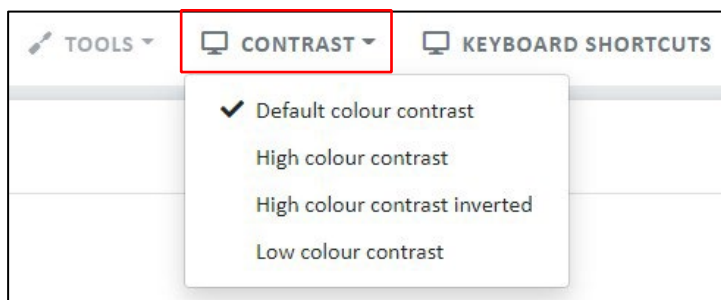 TOOLS CONTRAST KEYBOARD SHORTCUTS
Default colour contrast
High colour contrast
High colour contrast inverted
Low colour contrast